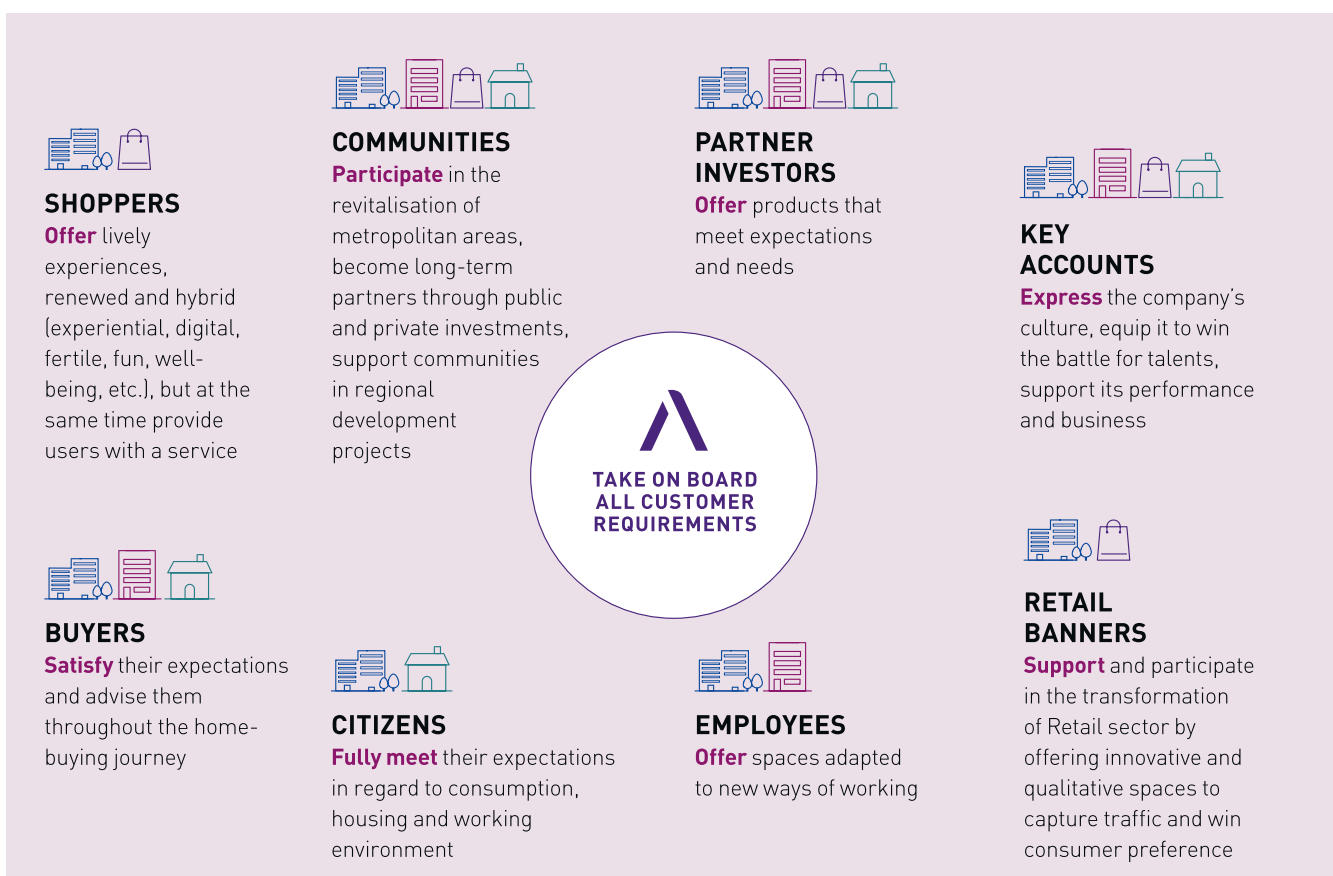 SHOPPERS
Offer lively
experiences,
renewed and hybrid
(experiential, digital,
fertile, fun, well-
being, etc.), but at the
same time provide
users with a service
COMMUNITIES
Participate in the
revitalisation of
metropolitan areas,
become long-term
partners through public
and private investments,
support communities
in regional
development
projects
PARTNER
INVESTORS
Offer products that
meet expectations
and needs
KEY
ACCOUNTS
Express the company's
culture, equip it to win
the battle for talents,
support its performance
and business
TAKE ON BOARD
ALL CUSTOMER
REQUIREMENTS
BUYERS
Satisfy their expectations
and advise them
throughout the home-
buying journey
CITIZENS
Fully meet their expectations
in regard to consumption,
housing and working
environment
EMPLOYEES
Offer spaces adapted
to new ways of working
RETAIL
BANNERS
Support and participate
in the transformation
of Retail sector by
offering innovative and
qualitative spaces to
capture traffic and win
consumer preference